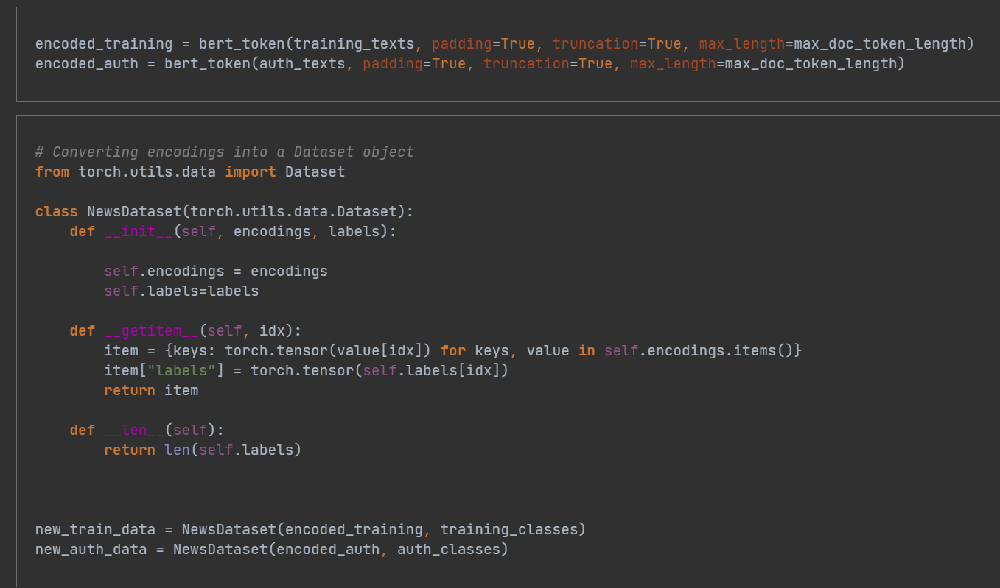 encoded_training = bert_token(training_texts, padding=True, truncation=True, max_length=max_doc_token_length)
encoded_auth = bert_token(auth_texts, padding=True, truncation=True, max_length=max_doc_token_length)
# Converting encodings into a Dataset object
from torch.utils.data import Dataset
class NewsDataset(torch.utils.data.Dataset):
    def __init__(self, encodings, labels):
        self.encodings = encodings
        self.labels=labels
    def __getitem__(self, idx):
        item = {keys: torch.tensor(value[idx]) for keys, value in self.encodings.items()}
        item["labels"] = torch.tensor(self.labels[idx])
        return item
    def __len__(self):
        return len(self.labels)
new_train_data = NewsDataset(encoded_training, training_classes)
new_auth_data = NewsDataset(encoded_auth, auth_classes)